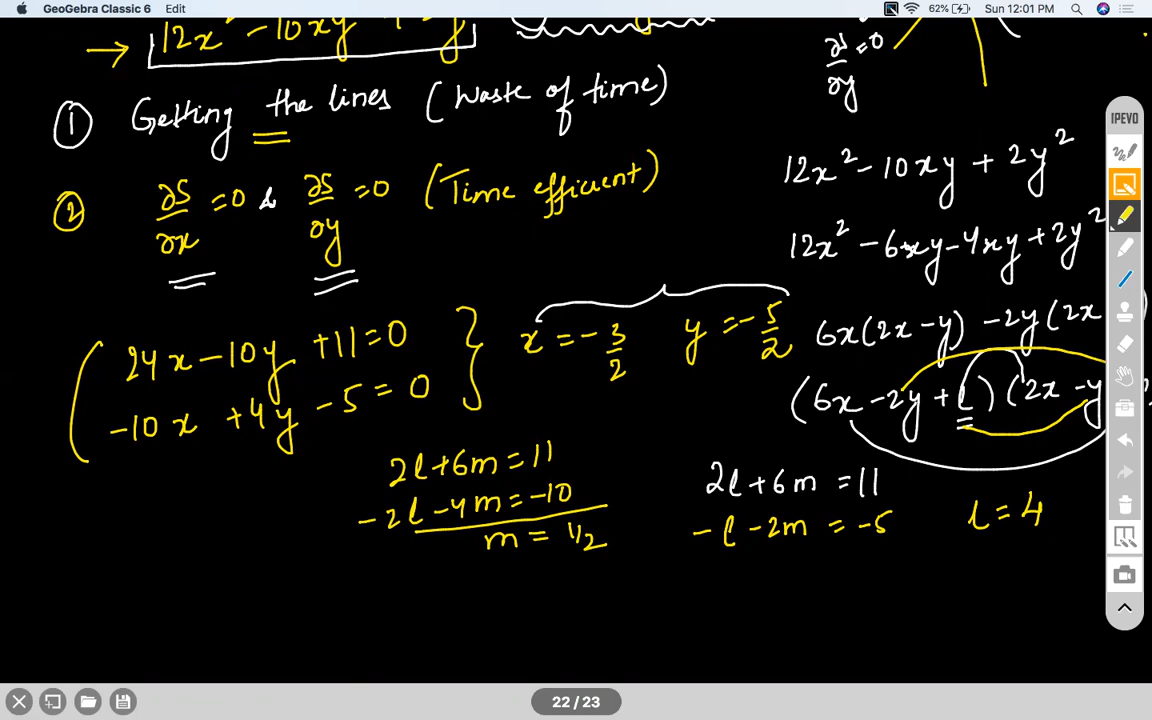 GeoGebra Classic 6 Edit 62% Sun 12:01 PM
→ 12x² - 10xy
∂S/∂y = 0
① Getting the lines (Waste of time)
② ∂S/∂x = 0 & ∂S/∂y = 0 (Time efficient)
24x - 10y + 11 = 0
-10x + 4y - 5 = 0
x = -3/2 y = -5/2
2l + 6m = 11
-2l - 4m = -10
m = 1/2
12x² - 10xy + 2y²
12x² - 6xy - 4xy + 2y²
6x(2x - y) - 2y(2x
(6x - 2y + l)(2x - y
2l + 6m = 11
-l - 2m = -5
l = 4
IPEVO
22 / 23